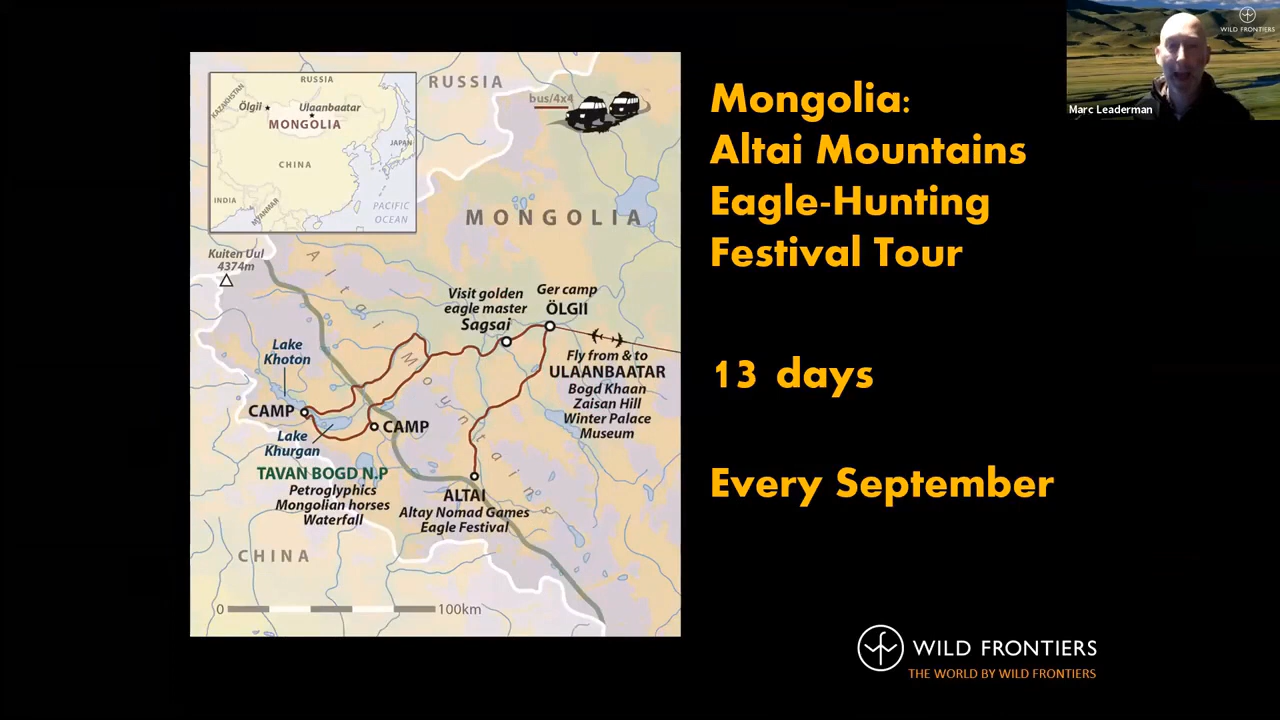 RUSSIA
KAZAKHSTAN
Ölgii
Ulaanbaatar
MONGOLIA
JAPAN
CHINA
INDIA
MYANMAR
PACIFIC
OCEAN
RUSSIA
bus/4x4
MONGOLIA
Kuiten Uul
4374m
Altai Mountains
Visit golden
eagle master
Sagsai
Ger camp
ÖLGII
Fly from & to
ULAANBAATAR
Bogd Khaan
Zaisan Hill
Winter Palace
Museum
Lake
Khoton
CAMP
Lake
Khurgan
CAMP
TAVAN BOGD N.P
Petroglyphics
Mongolian horses
Waterfall
ALTAI
Altay Nomad Games
Eagle Festival
CHINA
0 100km
Mongolia:
Altai Mountains
Eagle-Hunting
Festival Tour
13 days
Every September
WILD FRONTIERS
THE WORLD BY WILD FRONTIERS
WILD FRONTIERS
Marc Leaderman